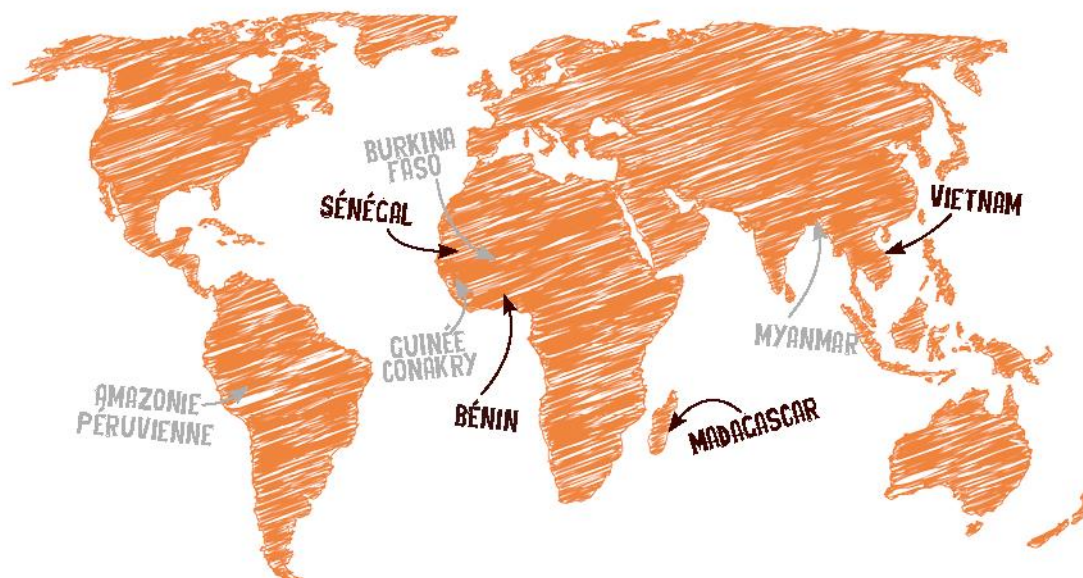 BURKINA
FASO
SÉNÉGAL
VIETNAM
GUINÉE
CONAKRY
MYANMAR
AMAZONIE
PÉRUVIENNE
BÉNIN
MADAGASCAR